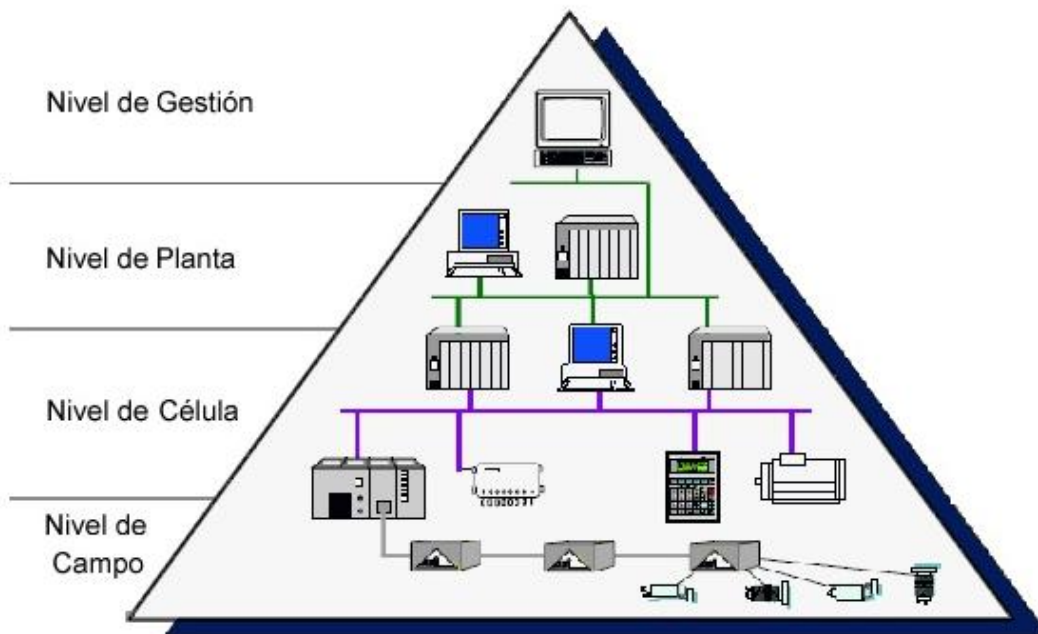 Nivel de Gestión
Nivel de Planta
Nivel de Célula
Nivel de
Campo